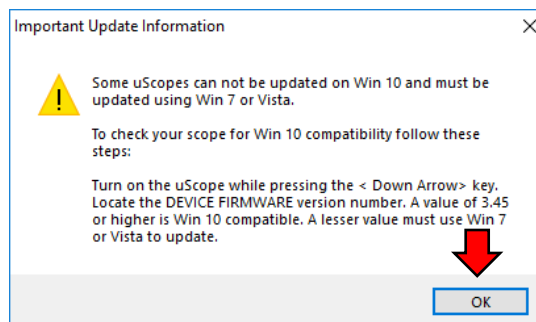 Important Update Information
Some uScopes can not be updated on Win 10 and must be
updated using Win 7 or Vista.
To check your scope for Win 10 compatibility follow these
steps:
Turn on the uScope while pressing the < Down Arrow> key.
Locate the DEVICE FIRMWARE version number. A value of 3.45
or higher is Win 10 compatible. A lesser value must use Win 7
or Vista to update.
OK